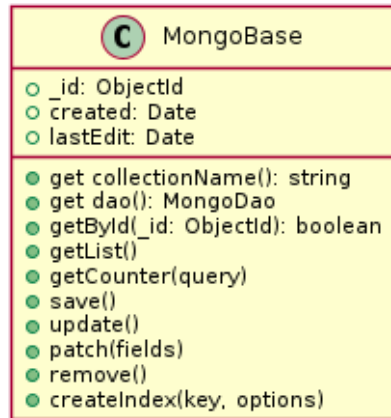 C MongoBase
_id: ObjectId
created: Date
lastEdit: Date
get collectionName(): string
get dao(): MongoDao
getById(_id: ObjectId): boolean
getList()
getCounter(query)
save()
update()
patch(fields)
remove()
createIndex(key, options)